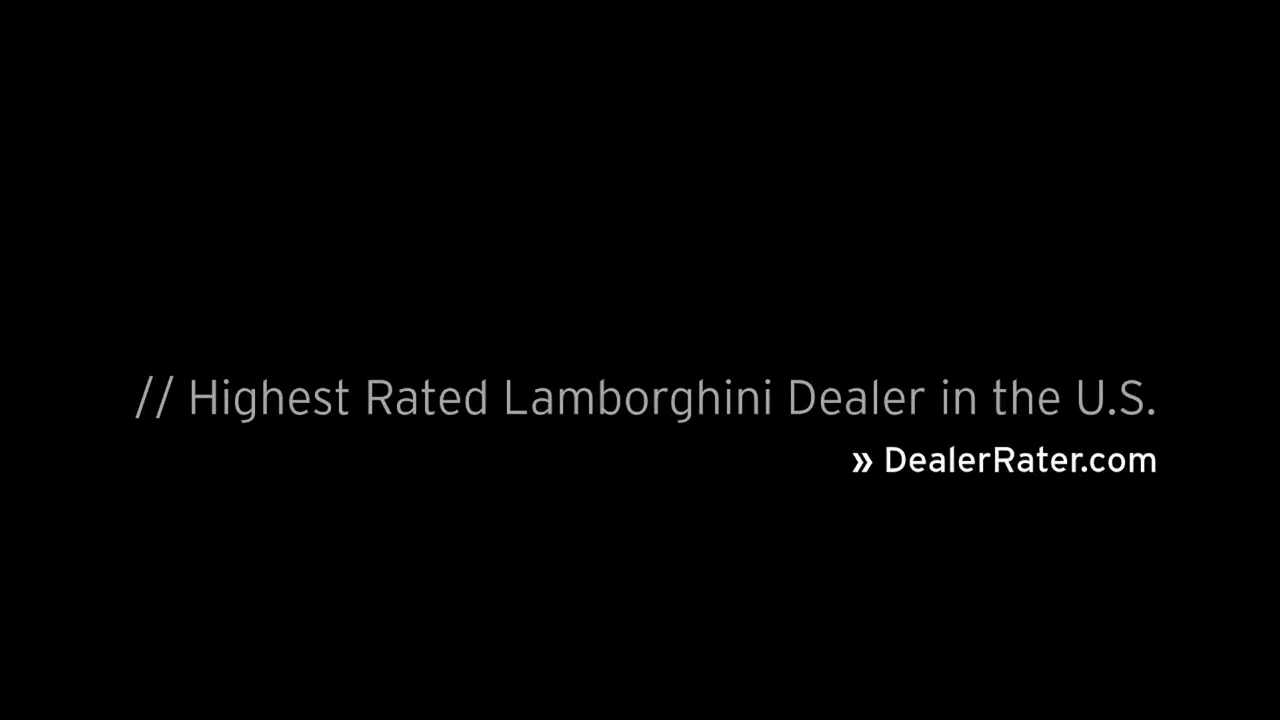 // Highest Rated Lamborghini Dealer in the U.S.
» DealerRater.com